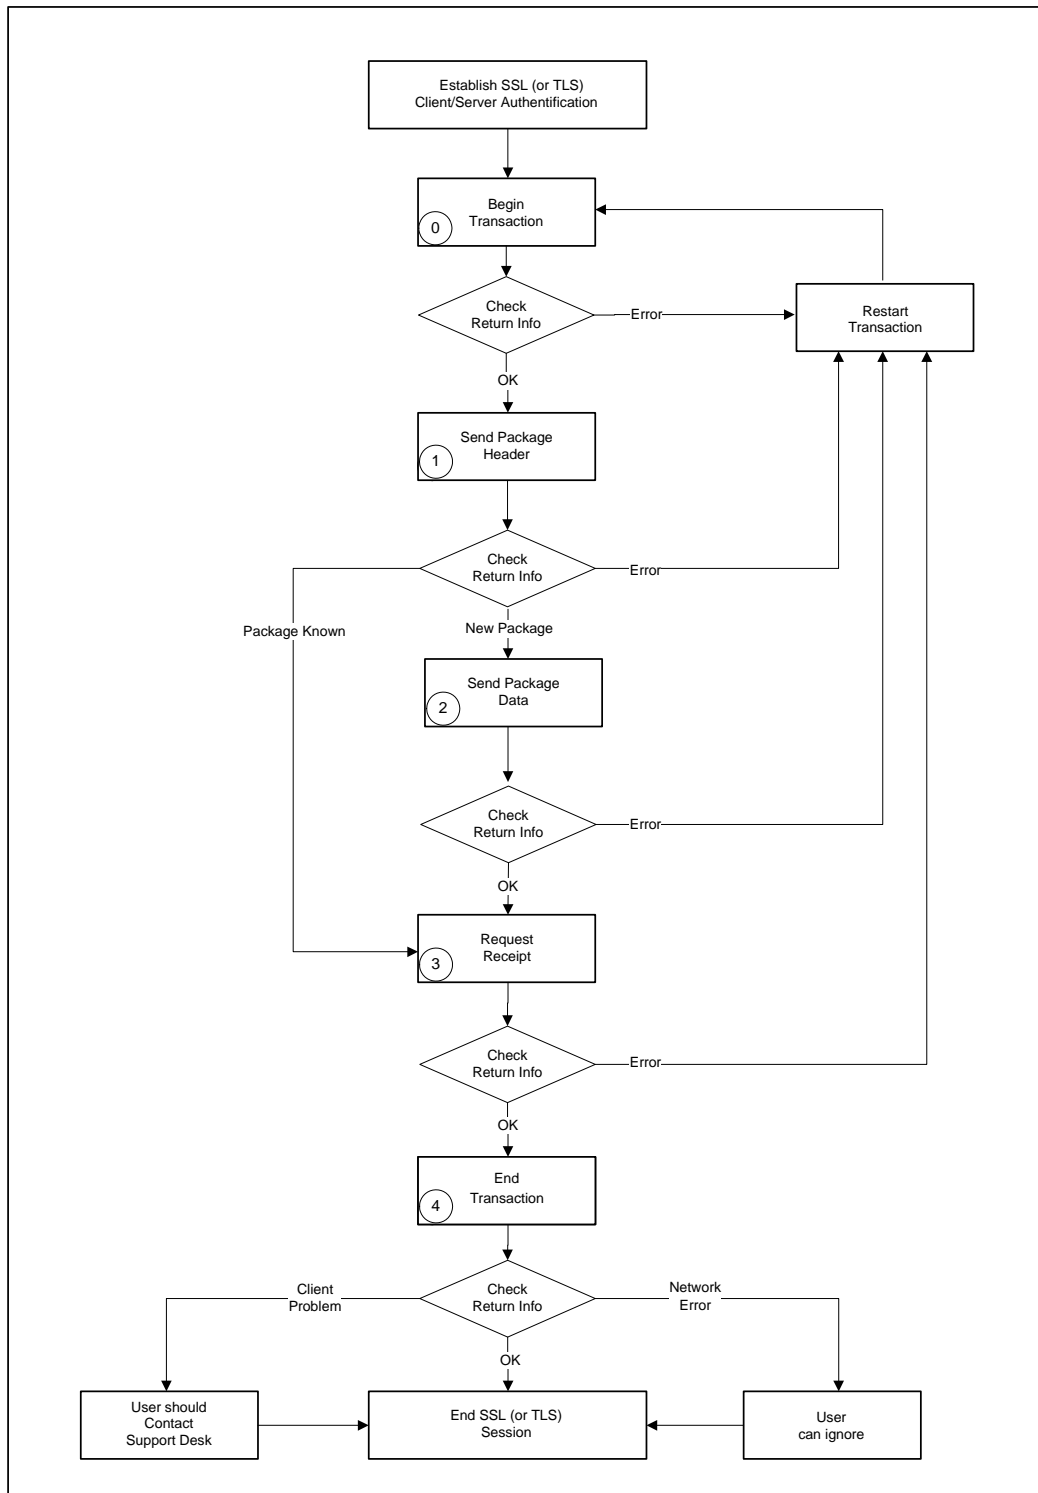 Establish SSL (or TLS)
Client/Server Authentification
Begin
Transaction
0
Check
Return Info
Error
Restart
Transaction
OK
Send Package
Header
1
Check
Return Info
Error
Package Known
New Package
Send Package
Data
2
Check
Return Info
Error
OK
Request
Receipt
3
Check
Return Info
Error
OK
End
Transaction
4
Client
Problem
Check
Return Info
Network
Error
OK
User should
Contact
Support Desk
End SSL (or TLS)
Session
User
can ignore